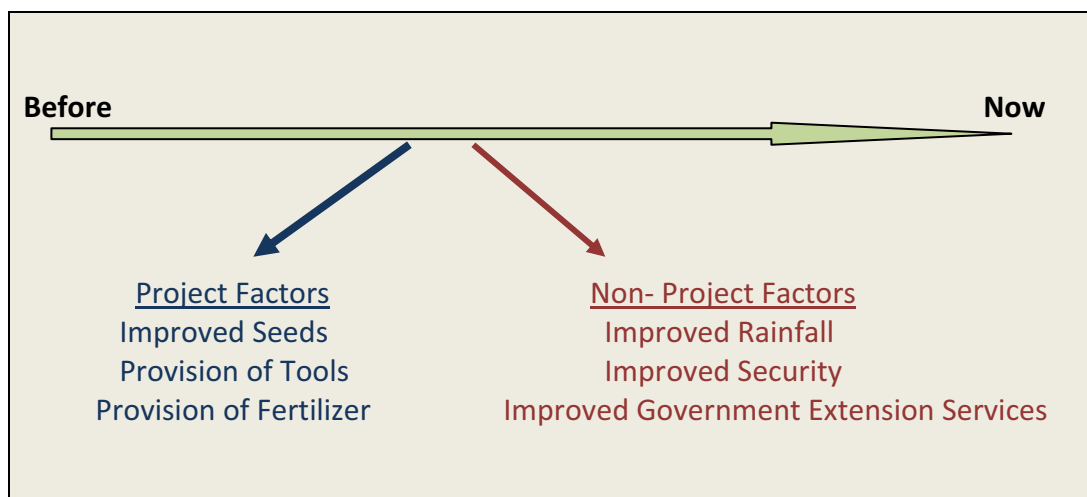 Before
Now
Project Factors
Improved Seeds
Provision of Tools
Provision of Fertilizer
Non- Project Factors
Improved Rainfall
Improved Security
Improved Government Extension Services